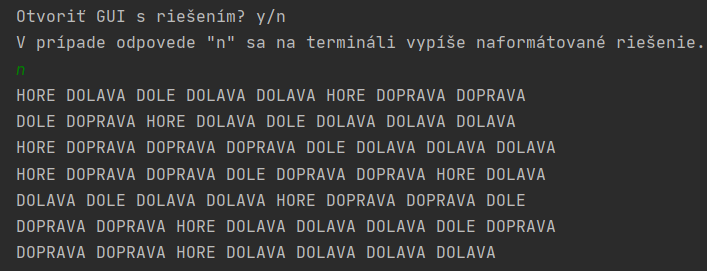 Otvoriť GUI s riešením? y/n
V prípade odpovede "n" sa na termináli vypíše naformátované riešenie.
n
HORE DOLAVA DOLE DOLAVA DOLAVA HORE DOPRAVA DOPRAVA
DOLE DOPRAVA HORE DOLAVA DOLE DOLAVA DOLAVA DOLAVA
HORE DOPRAVA DOPRAVA DOPRAVA DOLE DOLAVA DOLAVA DOLAVA
HORE DOPRAVA DOPRAVA DOLE DOPRAVA DOPRAVA HORE DOLAVA
DOLAVA DOLE DOLAVA DOLAVA HORE DOPRAVA DOPRAVA DOLE
DOPRAVA DOPRAVA HORE DOLAVA DOLAVA DOLAVA DOLE DOPRAVA
DOPRAVA DOPRAVA HORE DOLAVA DOLAVA DOLAVA DOLAVA